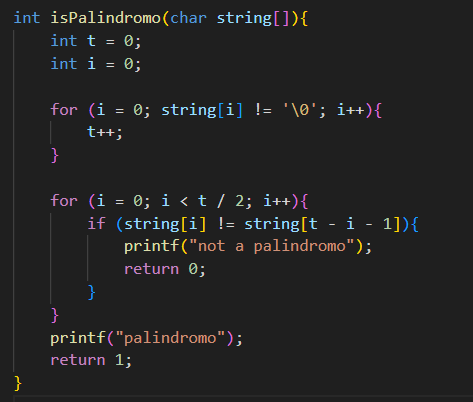 int isPalindromo(char string[]){
    int t = 0;
    int i = 0;

    for (i = 0; string[i] != '\0'; i++){
        t++;
    }

    for (i = 0; i < t / 2; i++){
        if (string[i] != string[t - i - 1]){
            printf("not a palindromo");
            return 0;
        }
    }
    printf("palindromo");
    return 1;
}